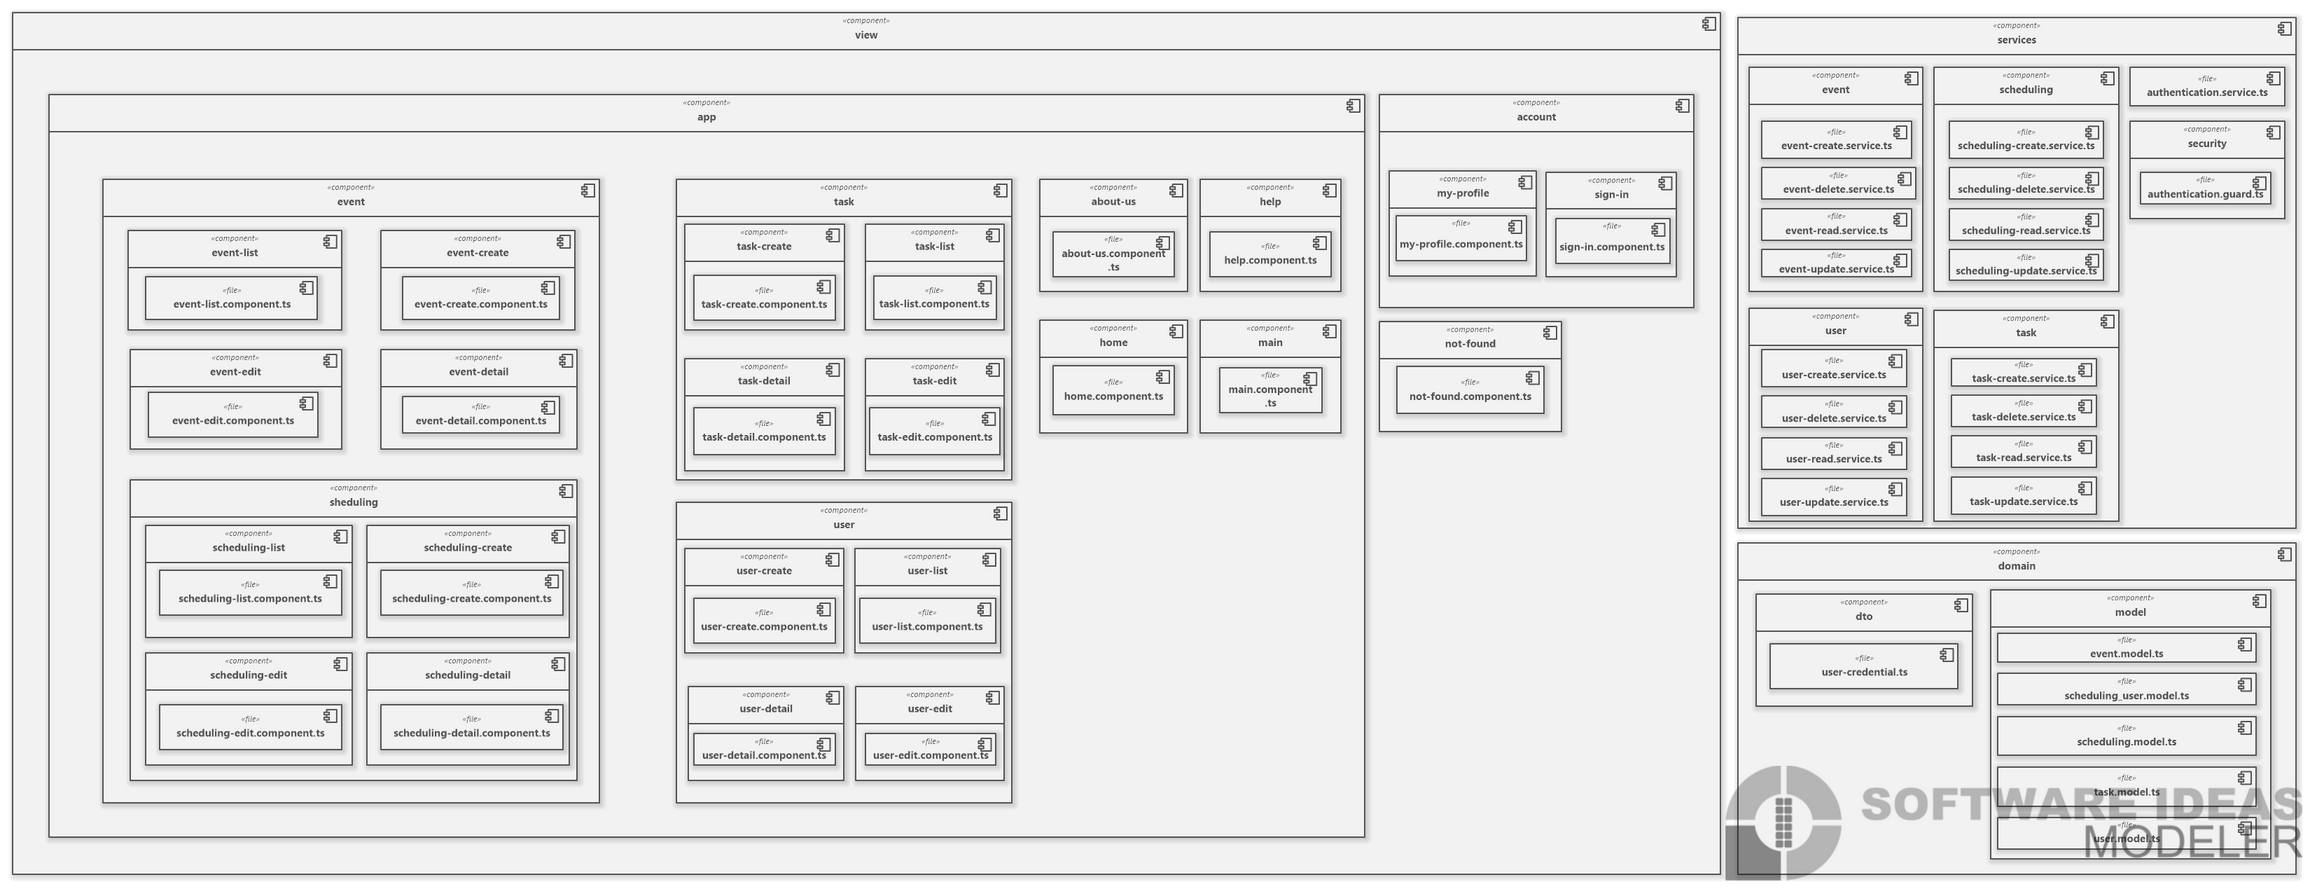 «component»
view
«component»
app
«component»
event
«component»
event-list
«file»
event-list.component.ts
«component»
event-create
«file»
event-create.component.ts
«component»
event-edit
«file»
event-edit.component.ts
«component»
event-detail
«file»
event-detail.component.ts
«component»
sheduling
«component»
scheduling-list
«file»
scheduling-list.component.ts
«component»
scheduling-create
«file»
scheduling-create.component.ts
«component»
scheduling-edit
«file»
scheduling-edit.component.ts
«component»
scheduling-detail
«file»
scheduling-detail.component.ts
«component»
task
«component»
task-create
«file»
task-create.component.ts
«component»
task-list
«file»
task-list.component.ts
«component»
task-detail
«file»
task-detail.component.ts
«component»
task-edit
«file»
task-edit.component.ts
«component»
user
«component»
user-create
«file»
user-create.component.ts
«component»
user-list
«file»
user-list.component.ts
«component»
user-detail
«file»
user-detail.component.ts
«component»
user-edit
«file»
user-edit.component.ts
«component»
about-us
«file»
about-us.component
.ts
«component»
help
«file»
help.component.ts
«component»
home
«file»
home.component.ts
«component»
main
«file»
main.component
.ts
«component»
account
«component»
my-profile
«file»
my-profile.component.ts
«component»
sign-in
«file»
sign-in.component.ts
«component»
not-found
«file»
not-found.component.ts
«component»
services
«component»
event
«file»
event-create.service.ts
«file»
event-delete.service.ts
«file»
event-read.service.ts
«file»
event-update.service.ts
«component»
scheduling
«file»
scheduling-create.service.ts
«file»
scheduling-delete.service.ts
«file»
scheduling-read.service.ts
«file»
scheduling-update.service.ts
«file»
authentication.service.ts
«component»
security
«file»
authentication.guard.ts
«component»
user
«file»
user-create.service.ts
«file»
user-delete.service.ts
«file»
user-read.service.ts
«file»
user-update.service.ts
«component»
task
«file»
task-create.service.ts
«file»
task-delete.service.ts
«file»
task-read.service.ts
«file»
task-update.service.ts
«component»
domain
«component»
dto
«file»
user-credential.ts
«component»
model
«file»
event.model.ts
«file»
scheduling_user.model.ts
«file»
scheduling.model.ts
«file»
task.model.ts
«file»
user.model.ts
SOFTWARE IDEAS
MODELER